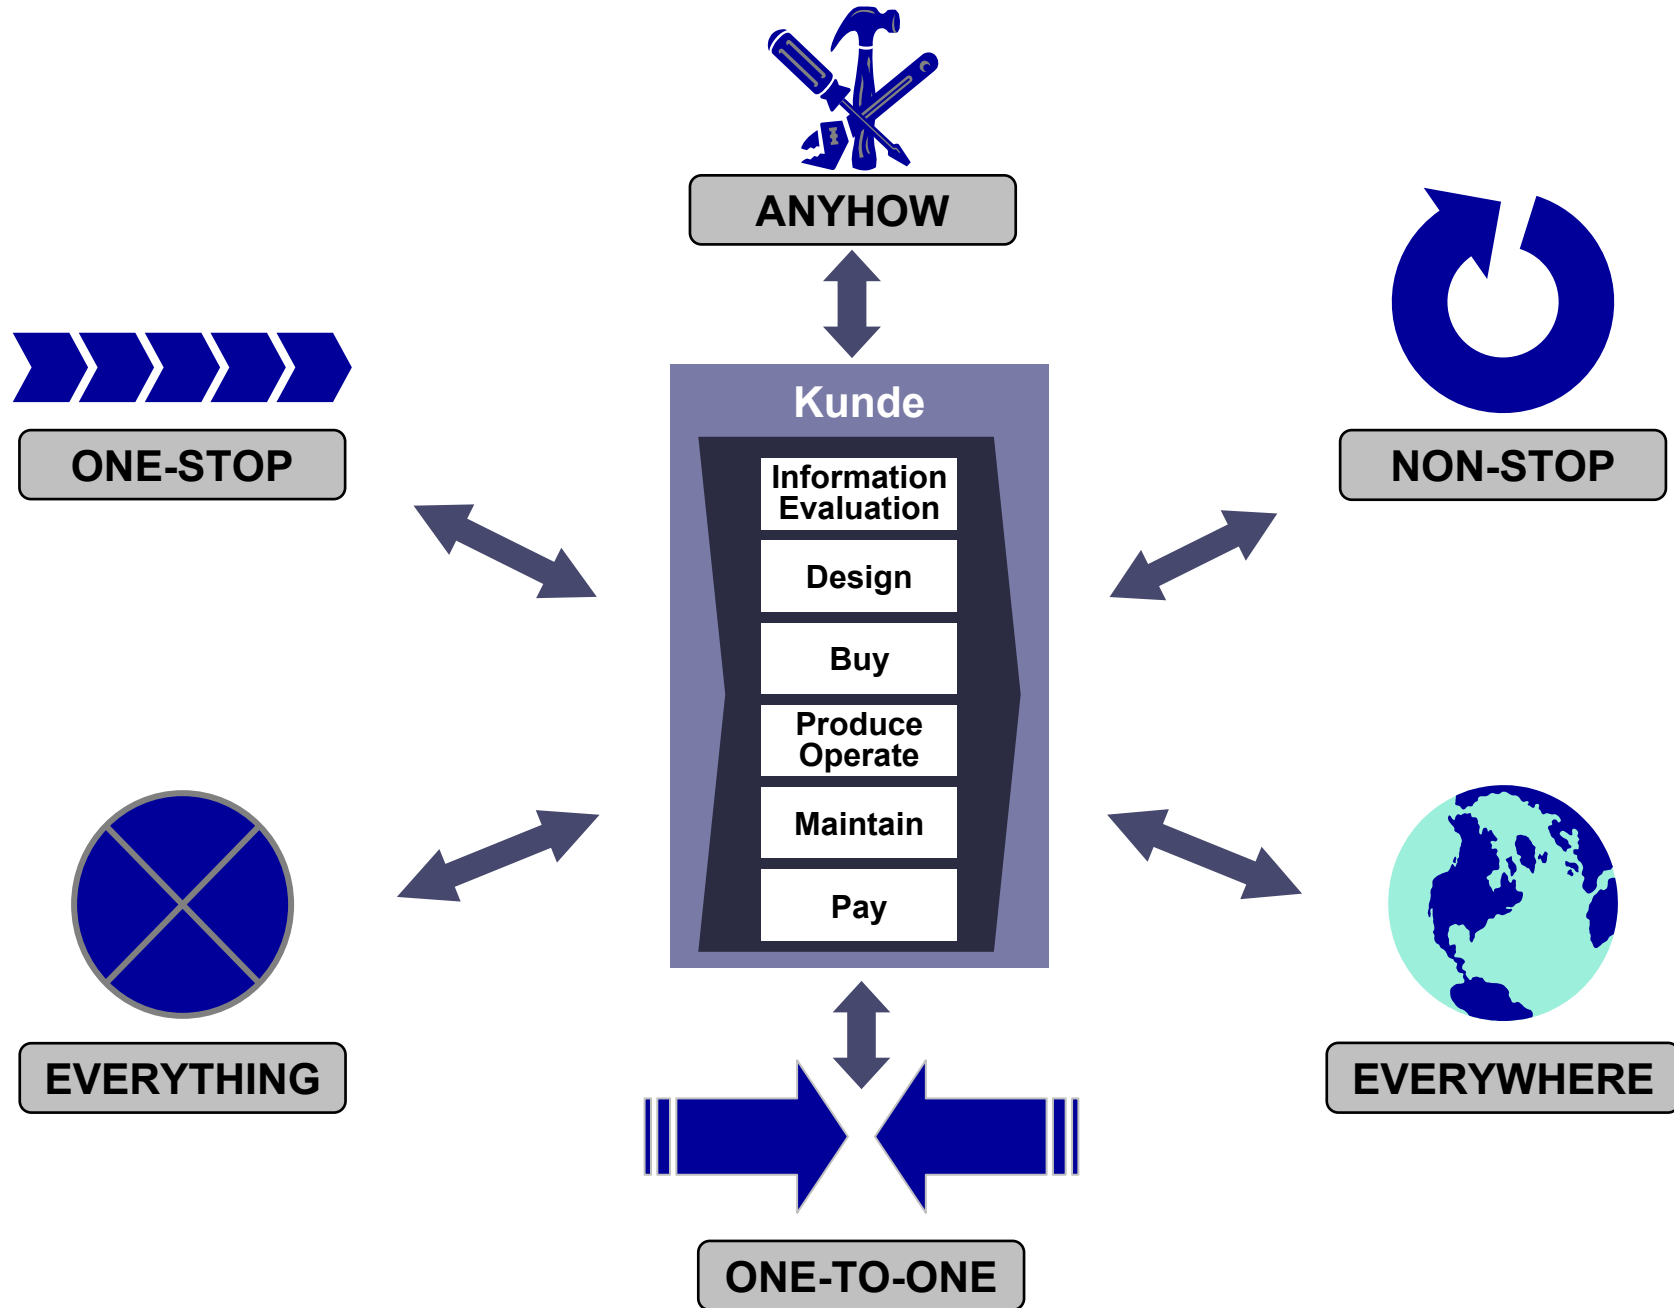 ANYHOW
ONE-STOP
NON-STOP
Kunde
Information
Evaluation
Design
Buy
Produce
Operate
Maintain
Pay
EVERYTHING
EVERYWHERE
ONE-TO-ONE